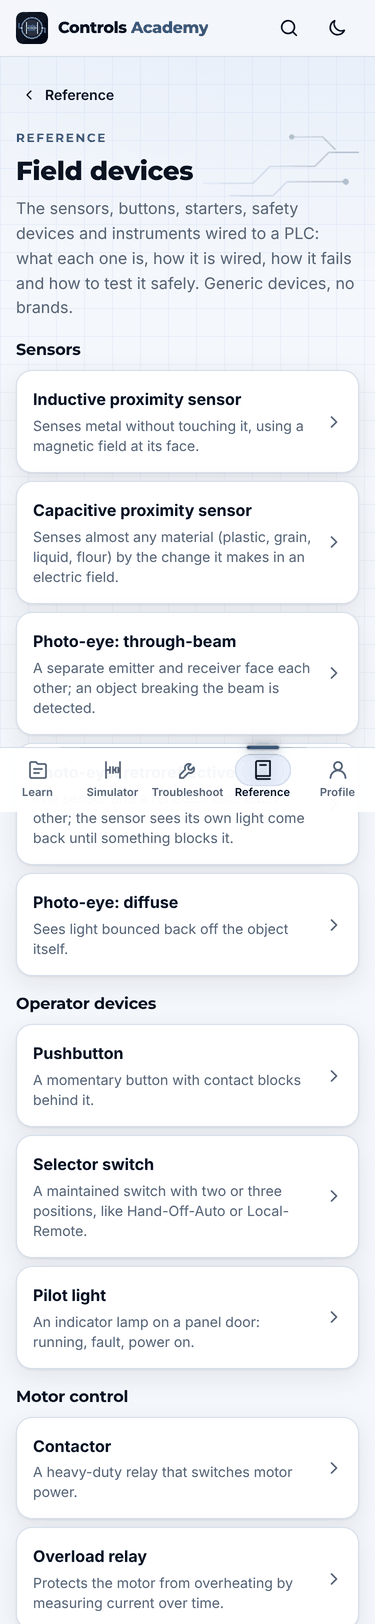 Controls Academy
Reference
REFERENCE
Field devices
The sensors, buttons, starters, safety
devices and instruments wired to a PLC:
what each one is, how it is wired, how it fails
and how to test it safely. Generic devices, no
brands.
Sensors
Inductive proximity sensor
Senses metal without touching it, using a
magnetic field at its face.
Capacitive proximity sensor
Senses almost any material (plastic, grain,
liquid, flour) by the change it makes in an
electric field.
Photo-eye: through-beam
A separate emitter and receiver face each
other; an object breaking the beam is
detected.
Photo-eye: retroreflective
Learn
Simulator
Troubleshoot
Reference
Profile
other; the sensor sees its own light come
back until something blocks it.
Photo-eye: diffuse
Sees light bounced back off the object
itself.
Operator devices
Pushbutton
A momentary button with contact blocks
behind it.
Selector switch
A maintained switch with two or three
positions, like Hand-Off-Auto or Local-
Remote.
Pilot light
An indicator lamp on a panel door:
running, fault, power on.
Motor control
Contactor
A heavy-duty relay that switches motor
power.
Overload relay
Protects the motor from overheating by
measuring current over time.